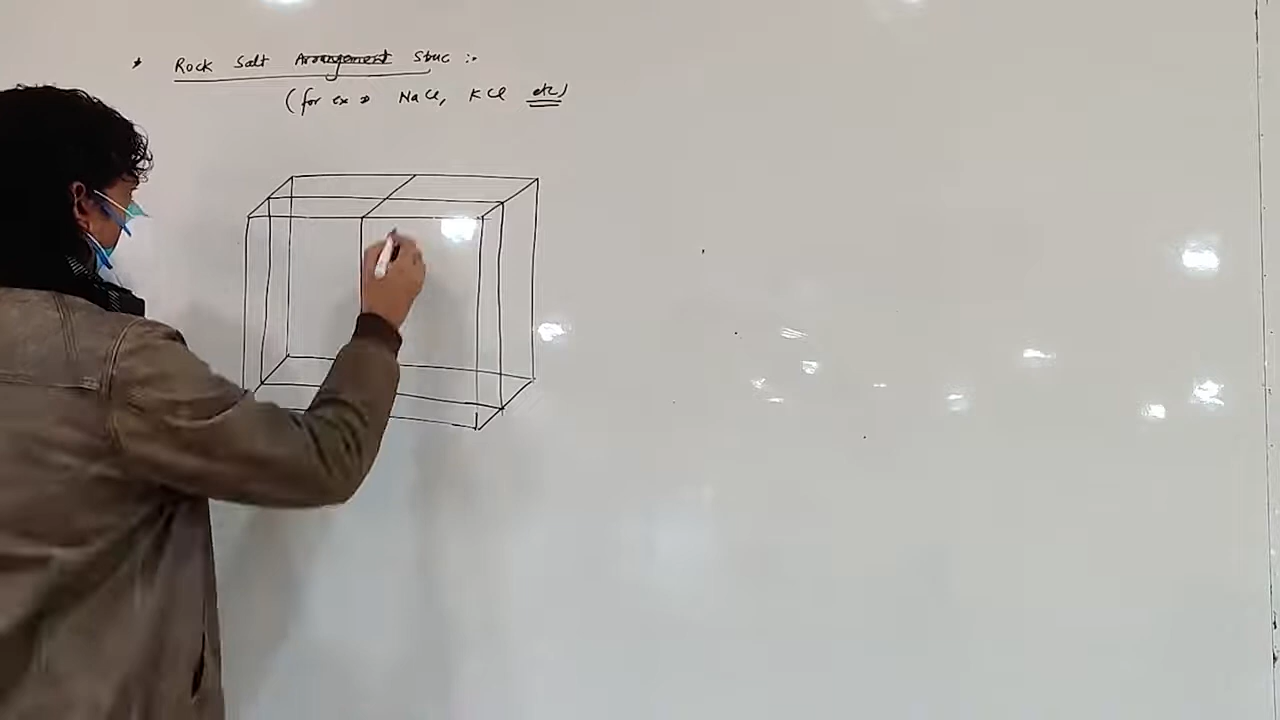 * Rock Salt Arrangement Struc :-
(for ex → NaCl, KCl etc)